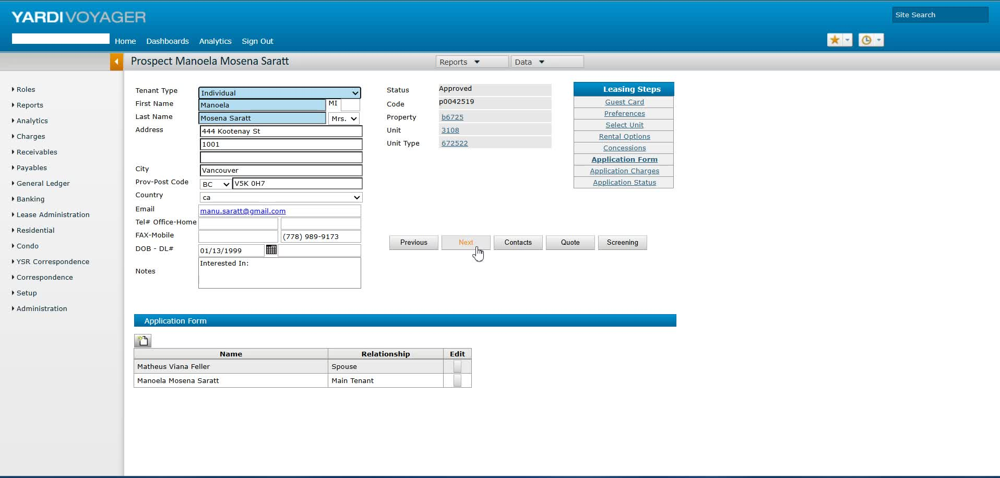 YARDI VOYAGER
Site Search
Home Dashboards Analytics Sign Out
Prospect Manoela Mosena Saratt
Reports
Data
Roles
Reports
Analytics
Charges
Receivables
Payables
General Ledger
Banking
Lease Administration
Residential
Condo
YSR Correspondence
Correspondence
Setup
Administration
Tenant Type Individual
First Name Manoela MI
Last Name Mosena Saratt Mrs.
Address 444 Kootenay St
1001
City Vancouver
Prov-Post Code BC V5K 0H7
Country ca
Email manu.saratt@gmail.com
Tel# Office-Home
FAX-Mobile (778) 989-9173
DOB - DL# 01/13/1999
Notes Interested In:
Status Approved
Code p0042519
Property b6725
Unit 3108
Unit Type 672522
Leasing Steps
Guest Card
Preferences
Select Unit
Rental Options
Concessions
Application Form
Application Charges
Application Status
Previous Next Contacts Quote Screening
Application Form
Name Relationship Edit
Matheus Viana Feller Spouse
Manoela Mosena Saratt Main Tenant